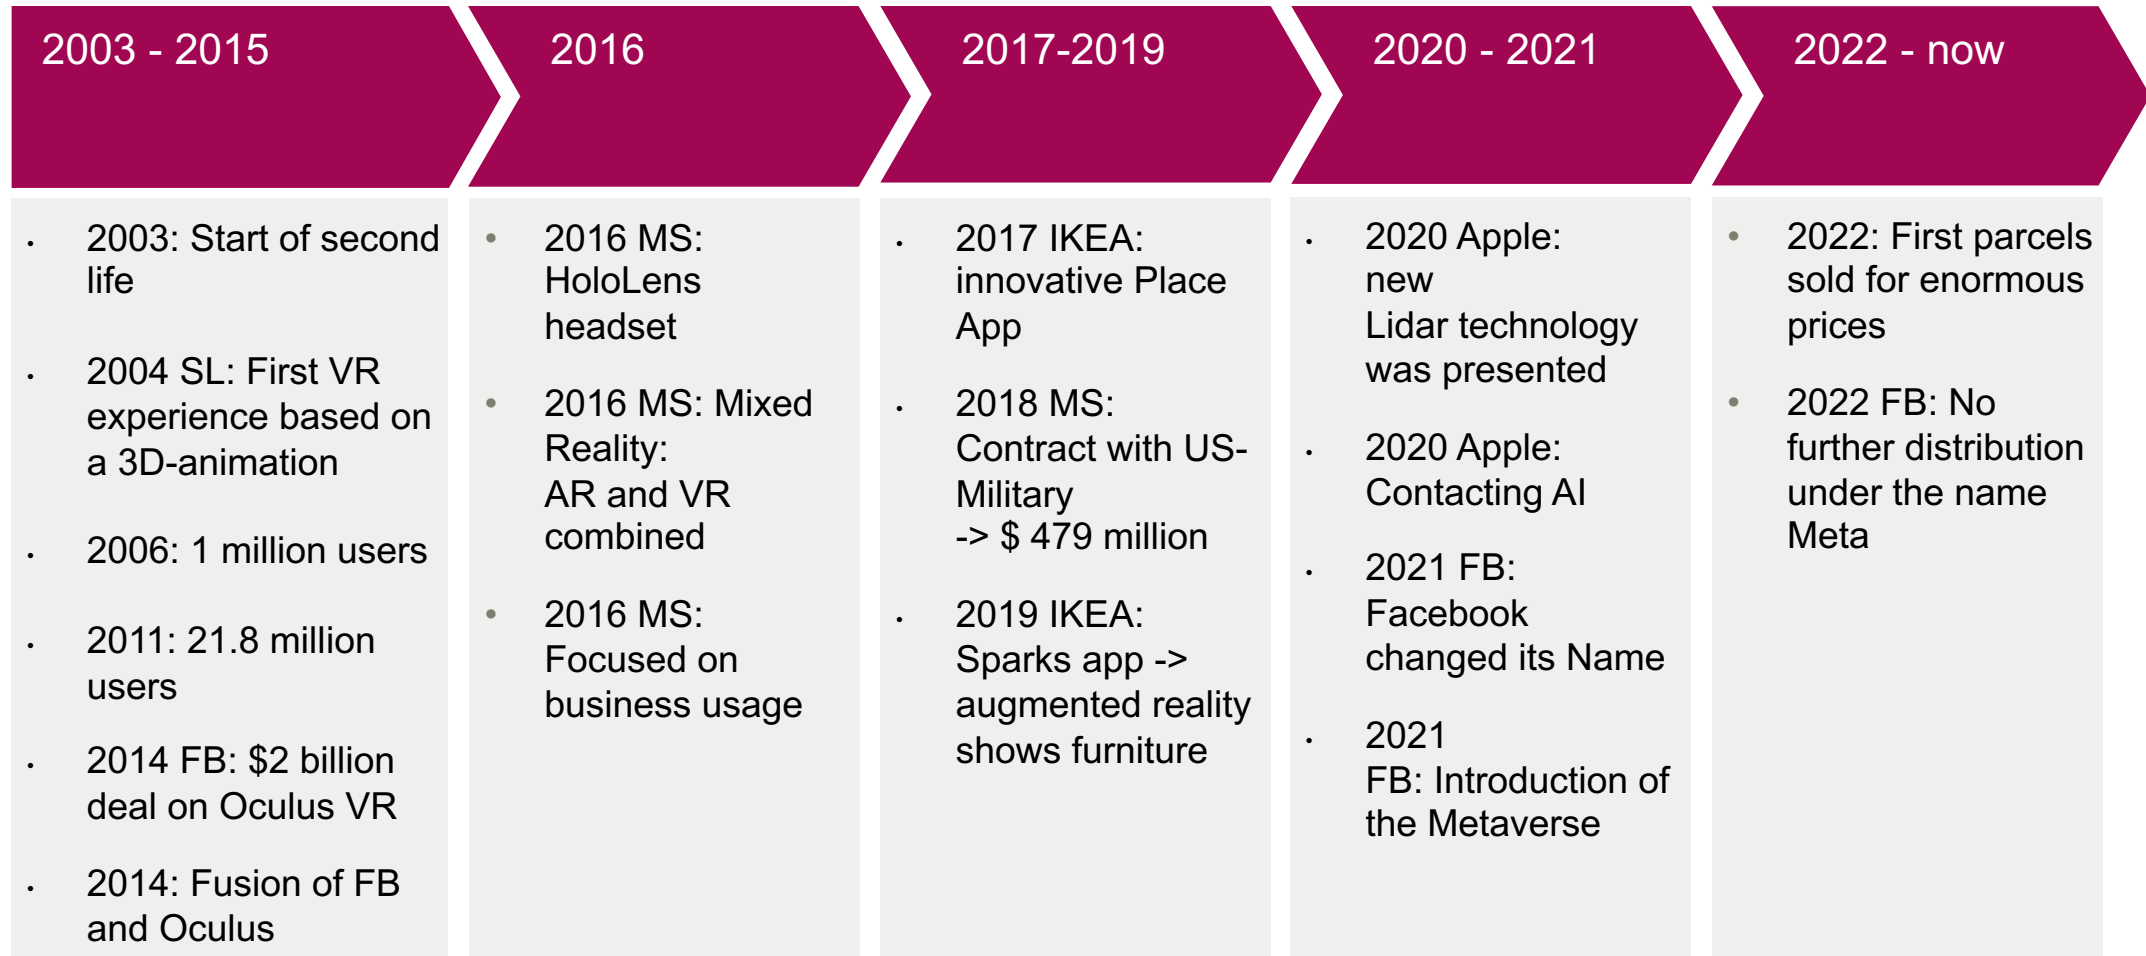 2003 - 2015
2016
2017-2019
2020 - 2021
2022 - now
• 2003: Start of second
life
• 2004 SL: First VR
experience based on
a 3D-animation
• 2006: 1 million users
• 2011: 21.8 million
users
• 2014 FB: $2 billion
deal on Oculus VR
• 2014: Fusion of FB
and Oculus
• 2016 MS:
HoloLens
headset
• 2016 MS: Mixed
Reality:
AR and VR
combined
• 2016 MS:
Focused on
business usage
• 2017 IKEA:
innovative Place
App
• 2018 MS:
Contract with US-
Military
-> $ 479 million
• 2019 IKEA:
Sparks app ->
augmented reality
shows furniture
• 2020 Apple:
new
Lidar technology
was presented
• 2020 Apple:
Contacting AI
• 2021 FB:
Facebook
changed its Name
• 2021
FB: Introduction of
the Metaverse
• 2022: First parcels
sold for enormous
prices
• 2022 FB: No
further distribution
under the name
Meta